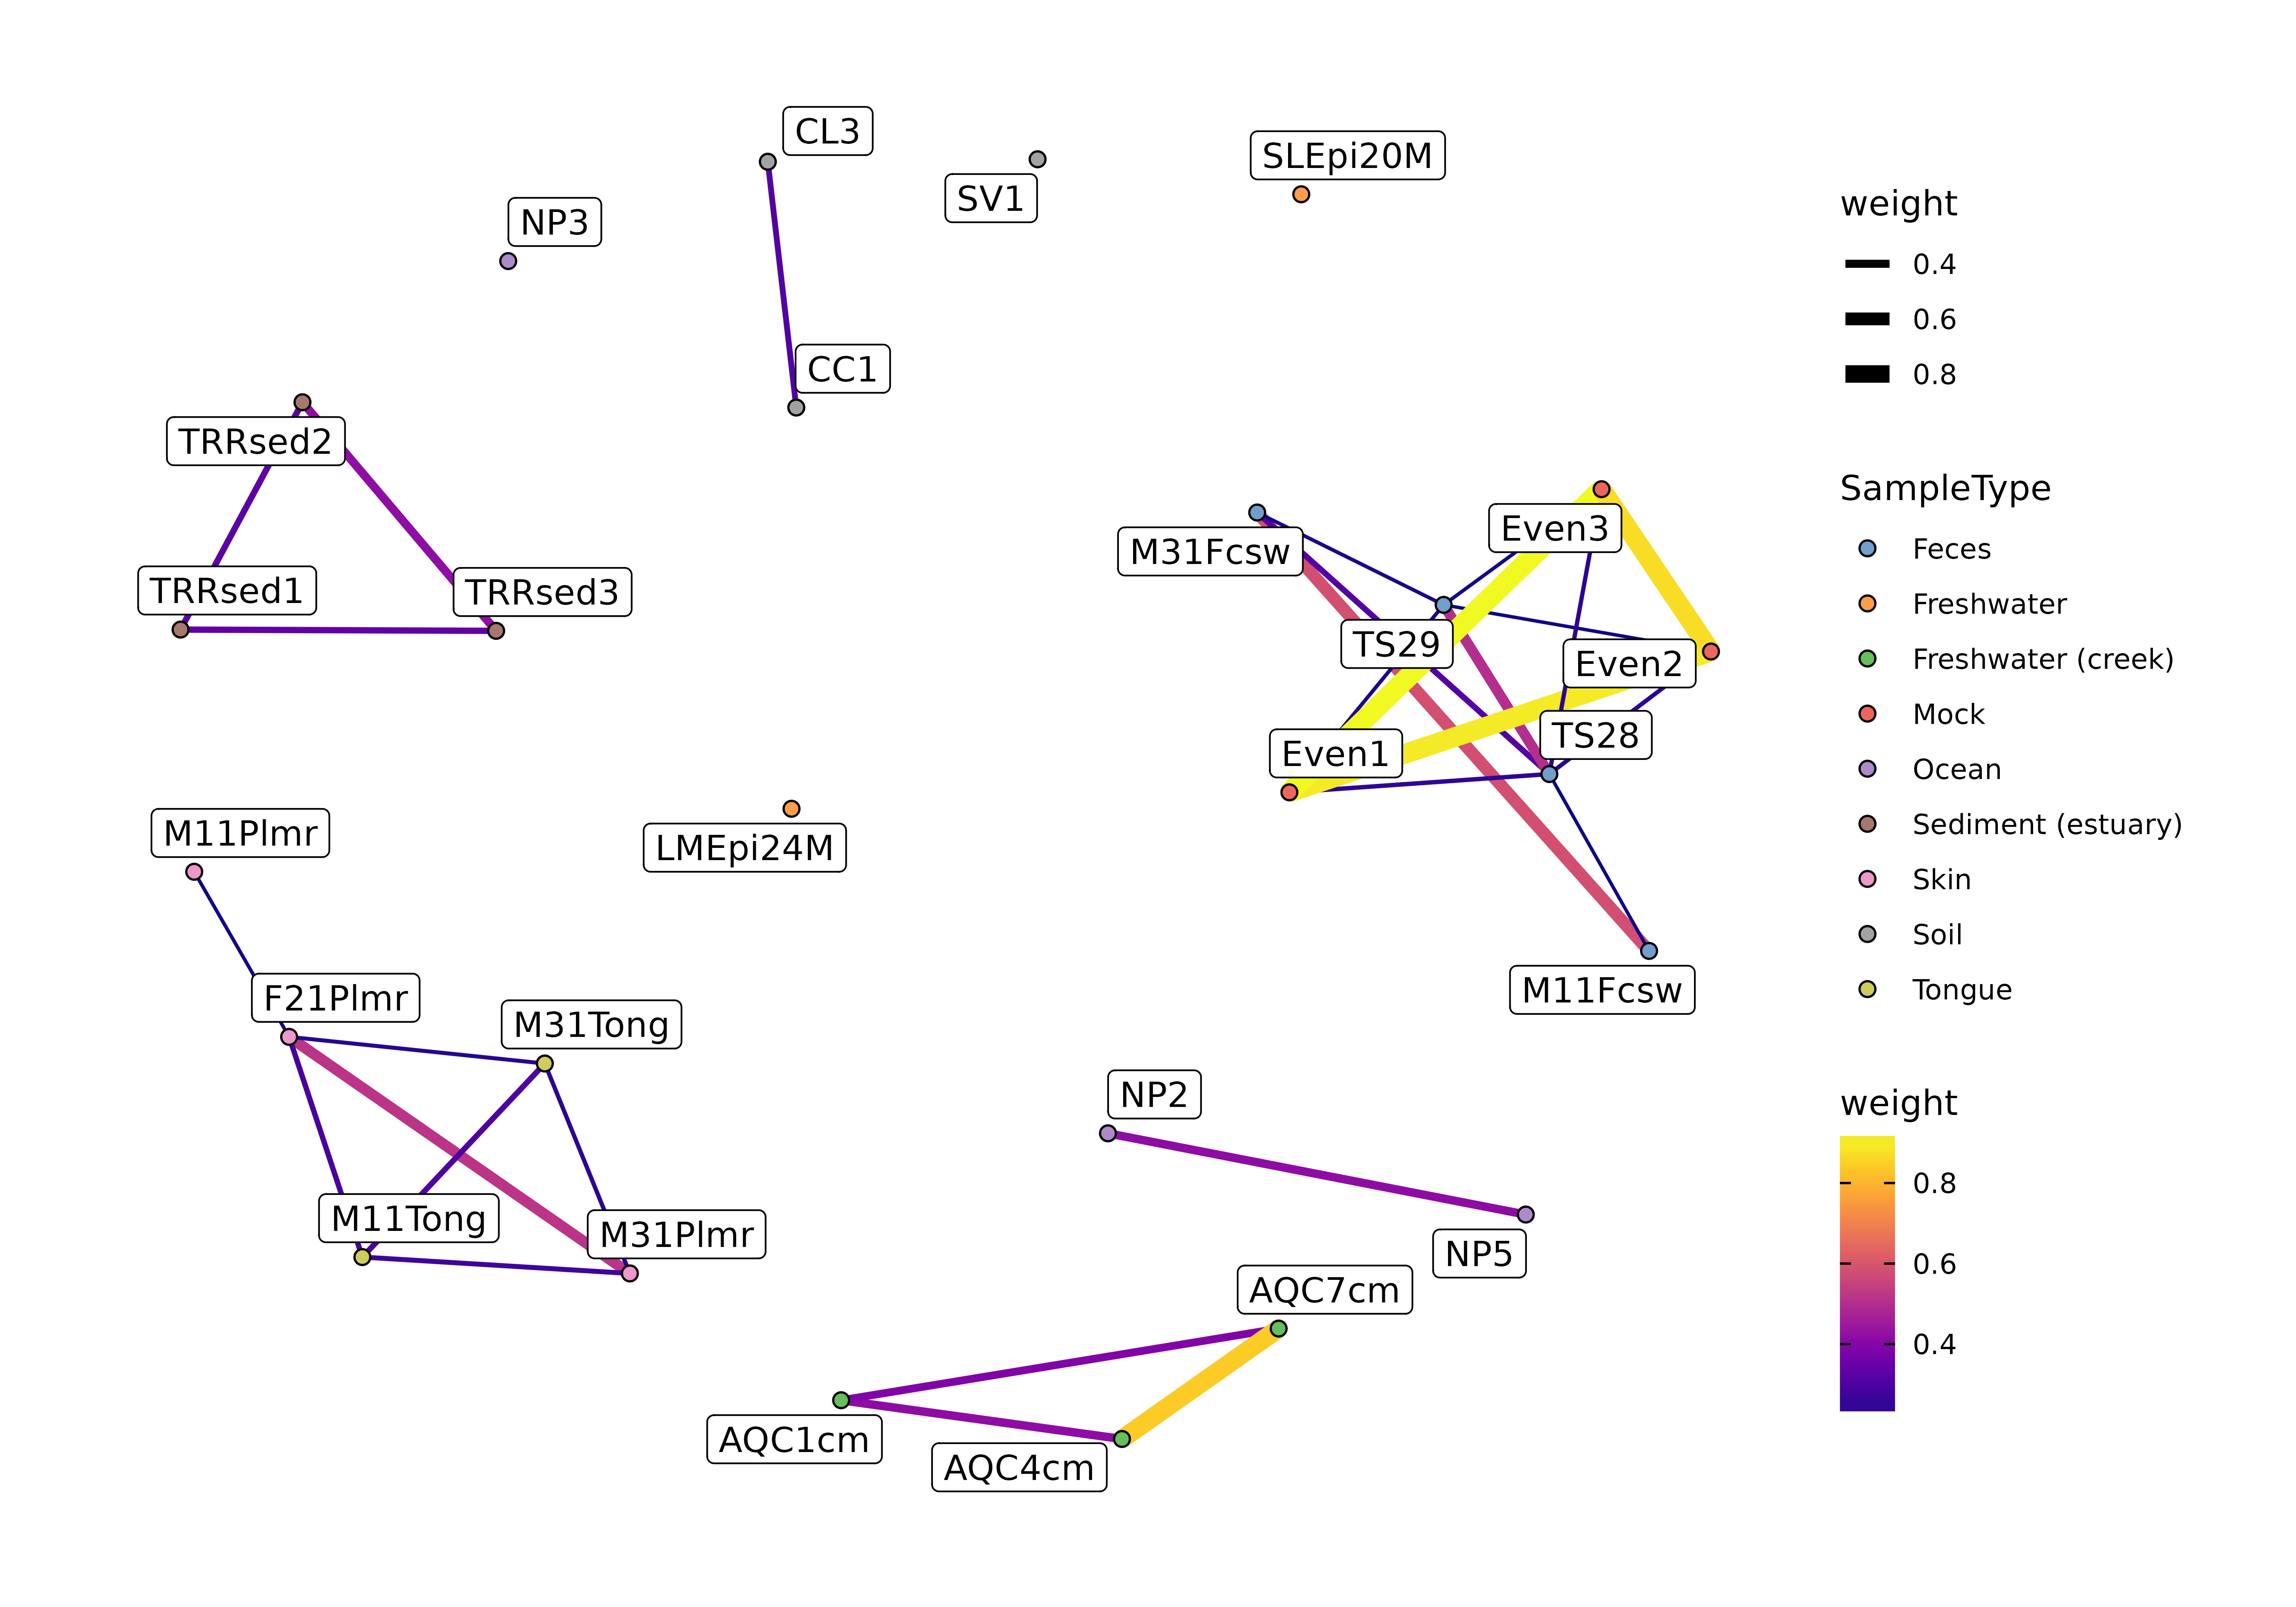 CL3
SLEpi20M
SV1
NP3
CC1
TRRsed2
TRRsed1
TRRsed3
Even3
M31Fcsw
TS29
Even2
TS28
Even1
M11Plmr
LMEpi24M
F21Plmr
M11Fcsw
M31Tong
NP2
M11Tong
M31Plmr
NP5
AQC7cm
AQC1cm
AQC4cm
weight
0.4
0.6
0.8
SampleType
Feces
Freshwater
Freshwater (creek)
Mock
Ocean
Sediment (estuary)
Skin
Soil
Tongue
weight
0.8
0.6
0.4